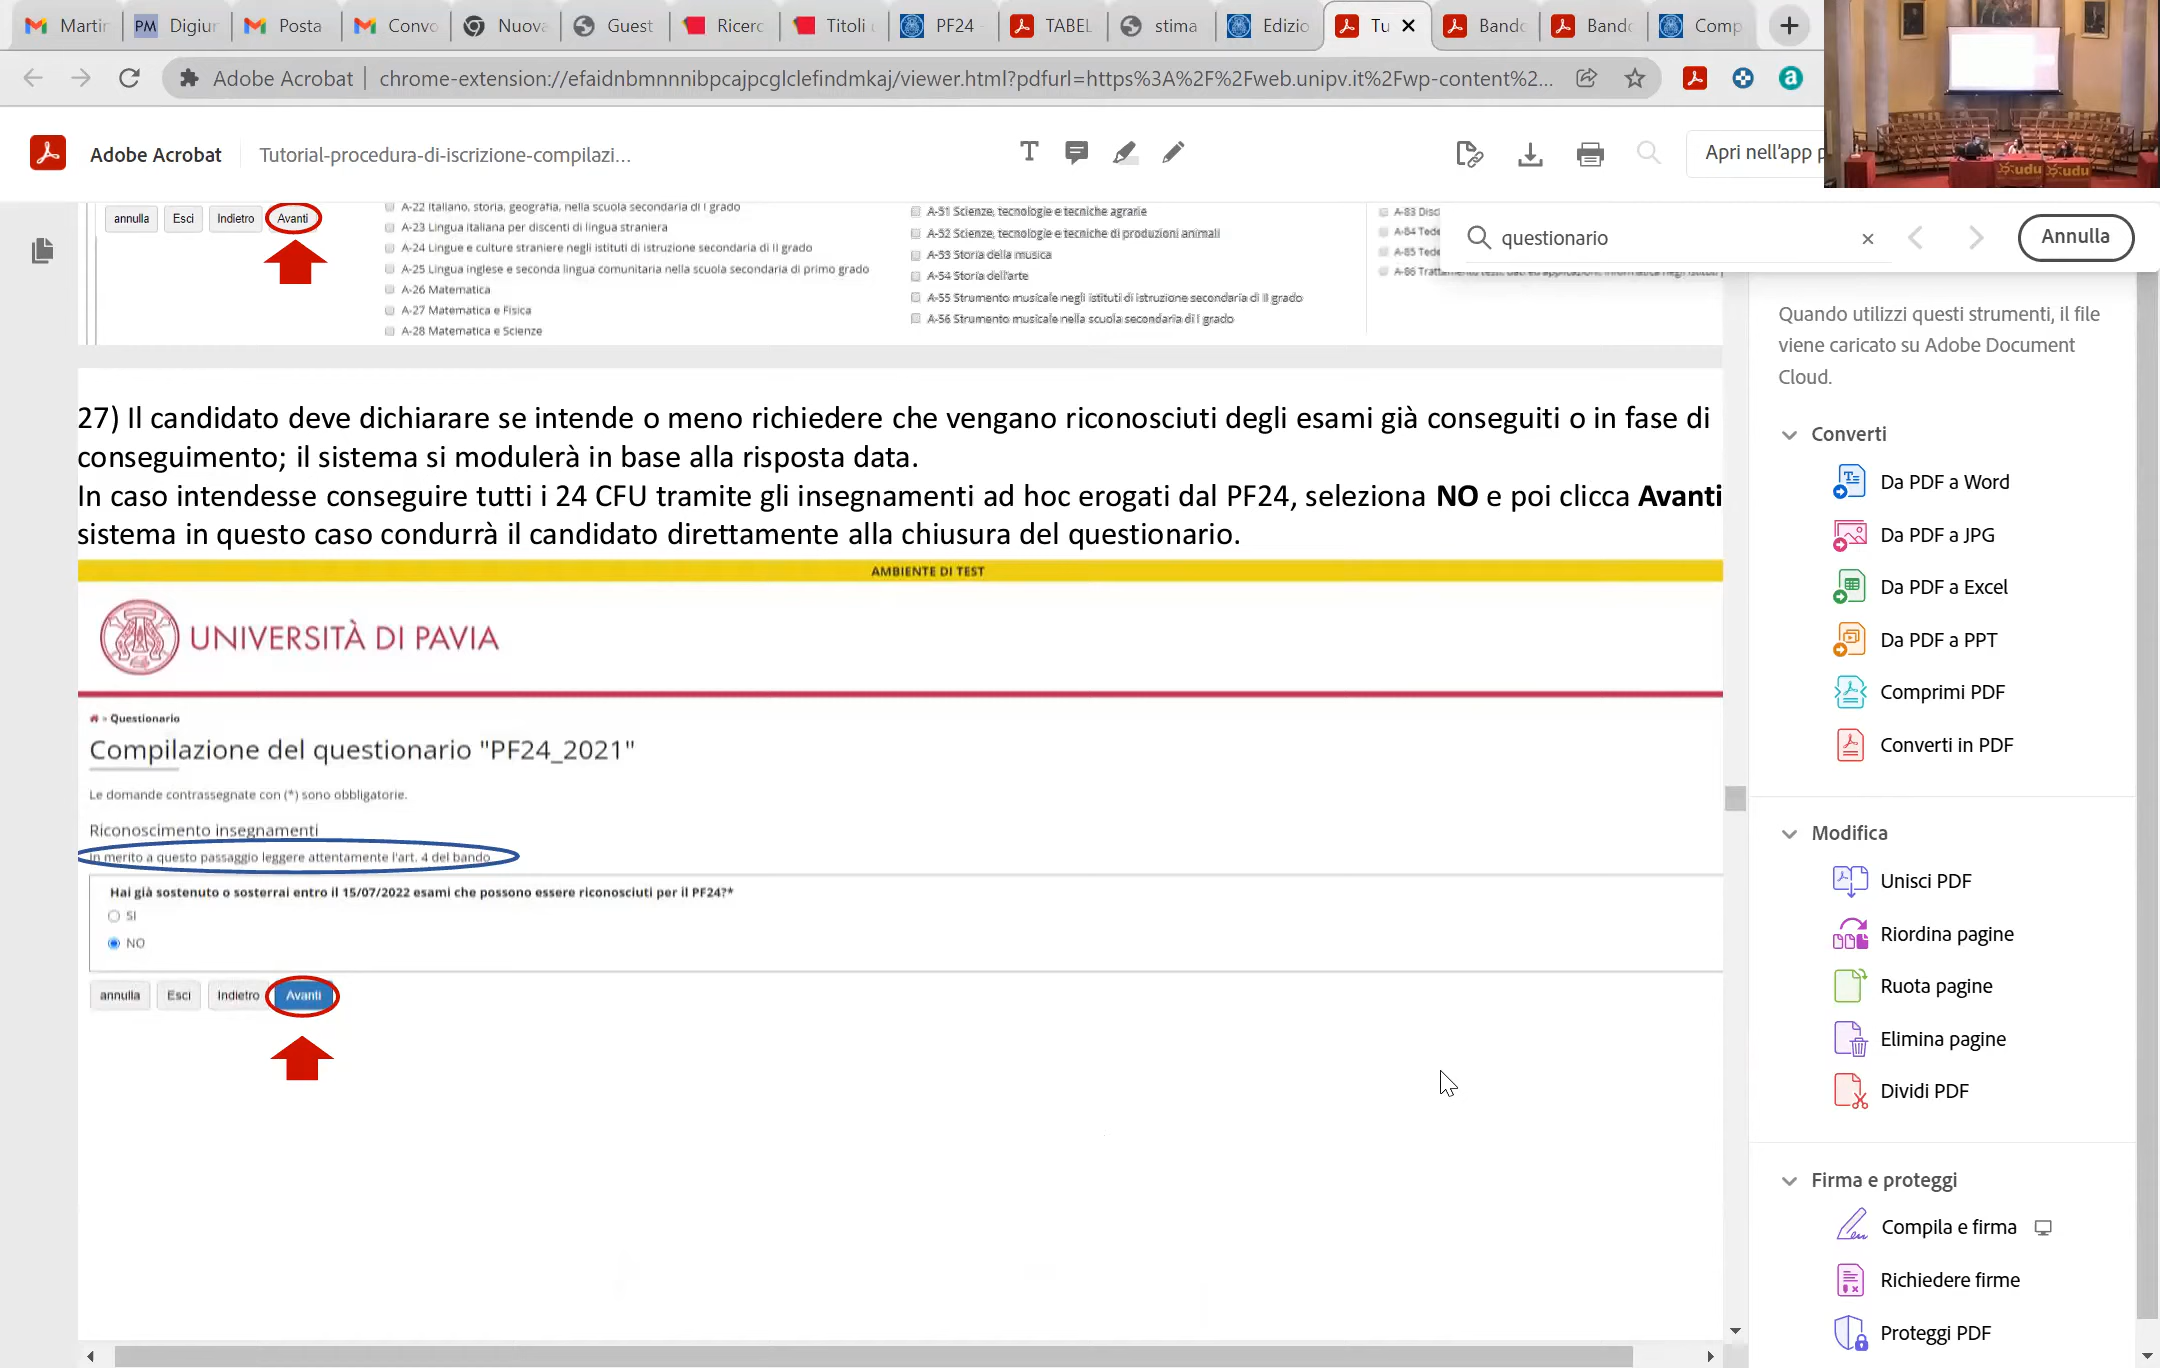 Martir
PM Digiur
Posta
Convo
Nuova
Guest
Ricerc
Titoli
PF24
TABEL
stima
Edizio
Tu
Bando
Bando
Comp
Adobe Acrobat
chrome-extension://efaidnbmnnnibpcajpcglclefindmkaj/viewer.html?pdfurl=https%3A%2F%2Fweb.unipv.it%2Fwp-content%2...
Adobe Acrobat
Tutorial-procedura-di-iscrizione-compilazi...
Apri nell'app p
udu
udu
questionario
Annulla
annulla
Esci
Indietro
Avanti
A-22 Italiano, storia, geografia, nella scuola secondaria di I grado
A-23 Lingua italiana per discenti di lingua straniera
A-24 Lingue e culture straniere negli istituti di istruzione secondaria di II grado
A-25 Lingua inglese e seconda lingua comunitaria nella scuola secondaria di primo grado
A-26 Matematica
A-27 Matematica e Fisica
A-28 Matematica e Scienze
A-51 Scienze, tecnologie e tecniche agrarie
A-52 Scienze, tecnologie e tecniche di produzioni animali
A-53 Storia della musica
A-54 Storia dell'arte
A-55 Strumento musicale negli istituti di istruzione secondaria di II grado
A-56 Strumento musicale nella scuola secondaria di I grado
A-83 Disc
A-84 Tede
A-85 Tede
A-86
27) Il candidato deve dichiarare se intende o meno richiedere che vengano riconosciuti degli esami già conseguiti o in fase di
conseguimento; il sistema si modulerà in base alla risposta data.
In caso intendesse conseguire tutti i 24 CFU tramite gli insegnamenti ad hoc erogati dal PF24, seleziona NO e poi clicca Avanti
sistema in questo caso condurrà il candidato direttamente alla chiusura del questionario.
AMBIENTE DI TEST
UNIVERSITÀ DI PAVIA
» Questionario
Compilazione del questionario "PF24_2021"
Le domande contrassegnate con (*) sono obbligatorie.
Riconoscimento insegnamenti
In merito a questo passaggio leggere attentamente l'art. 4 del bando
Hai già sostenuto o sosterrai entro il 15/07/2022 esami che possono essere riconosciuti per il PF24?*
SI
NO
annulla
Esci
Indietro
Avanti
Quando utilizzi questi strumenti, il file
viene caricato su Adobe Document
Cloud.
Converti
Da PDF a Word
Da PDF a JPG
Da PDF a Excel
Da PDF a PPT
Comprimi PDF
Converti in PDF
Modifica
Unisci PDF
Riordina pagine
Ruota pagine
Elimina pagine
Dividi PDF
Firma e proteggi
Compila e firma
Richiedere firme
Proteggi PDF